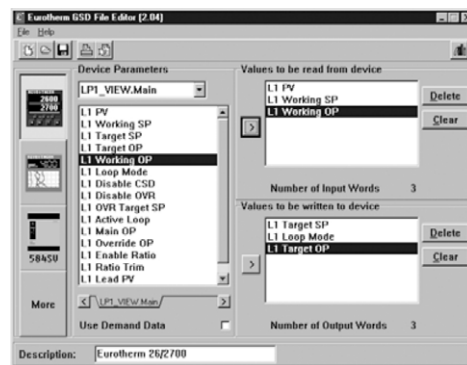 Eurotherm GSD File Editor (2.04)
File Help
Device Parameters
LP1_VIEW.Main
L1 PV
L1 Working SP
L1 Target SP
L1 Target OP
L1 Working OP
L1 Loop Mode
L1 Disable CSD
L1 Disable OVR
L1 OVR Target SP
L1 Active Loop
L1 Main OP
L1 Override OP
L1 Enable Ratio
L1 Ratio Trim
L1 Lead PV
LP1_VIEW.Main
Use Demand Data
2600
2700
584SV
More
Values to be read from device
L1 PV
L1 Working SP
L1 Working OP
Delete
Clear
Number of Input Words 3
Values to be written to device
L1 Target SP
L1 Loop Mode
L1 Target OP
Delete
Clear
Number of Output Words 3
Description: Eurotherm 26/2700